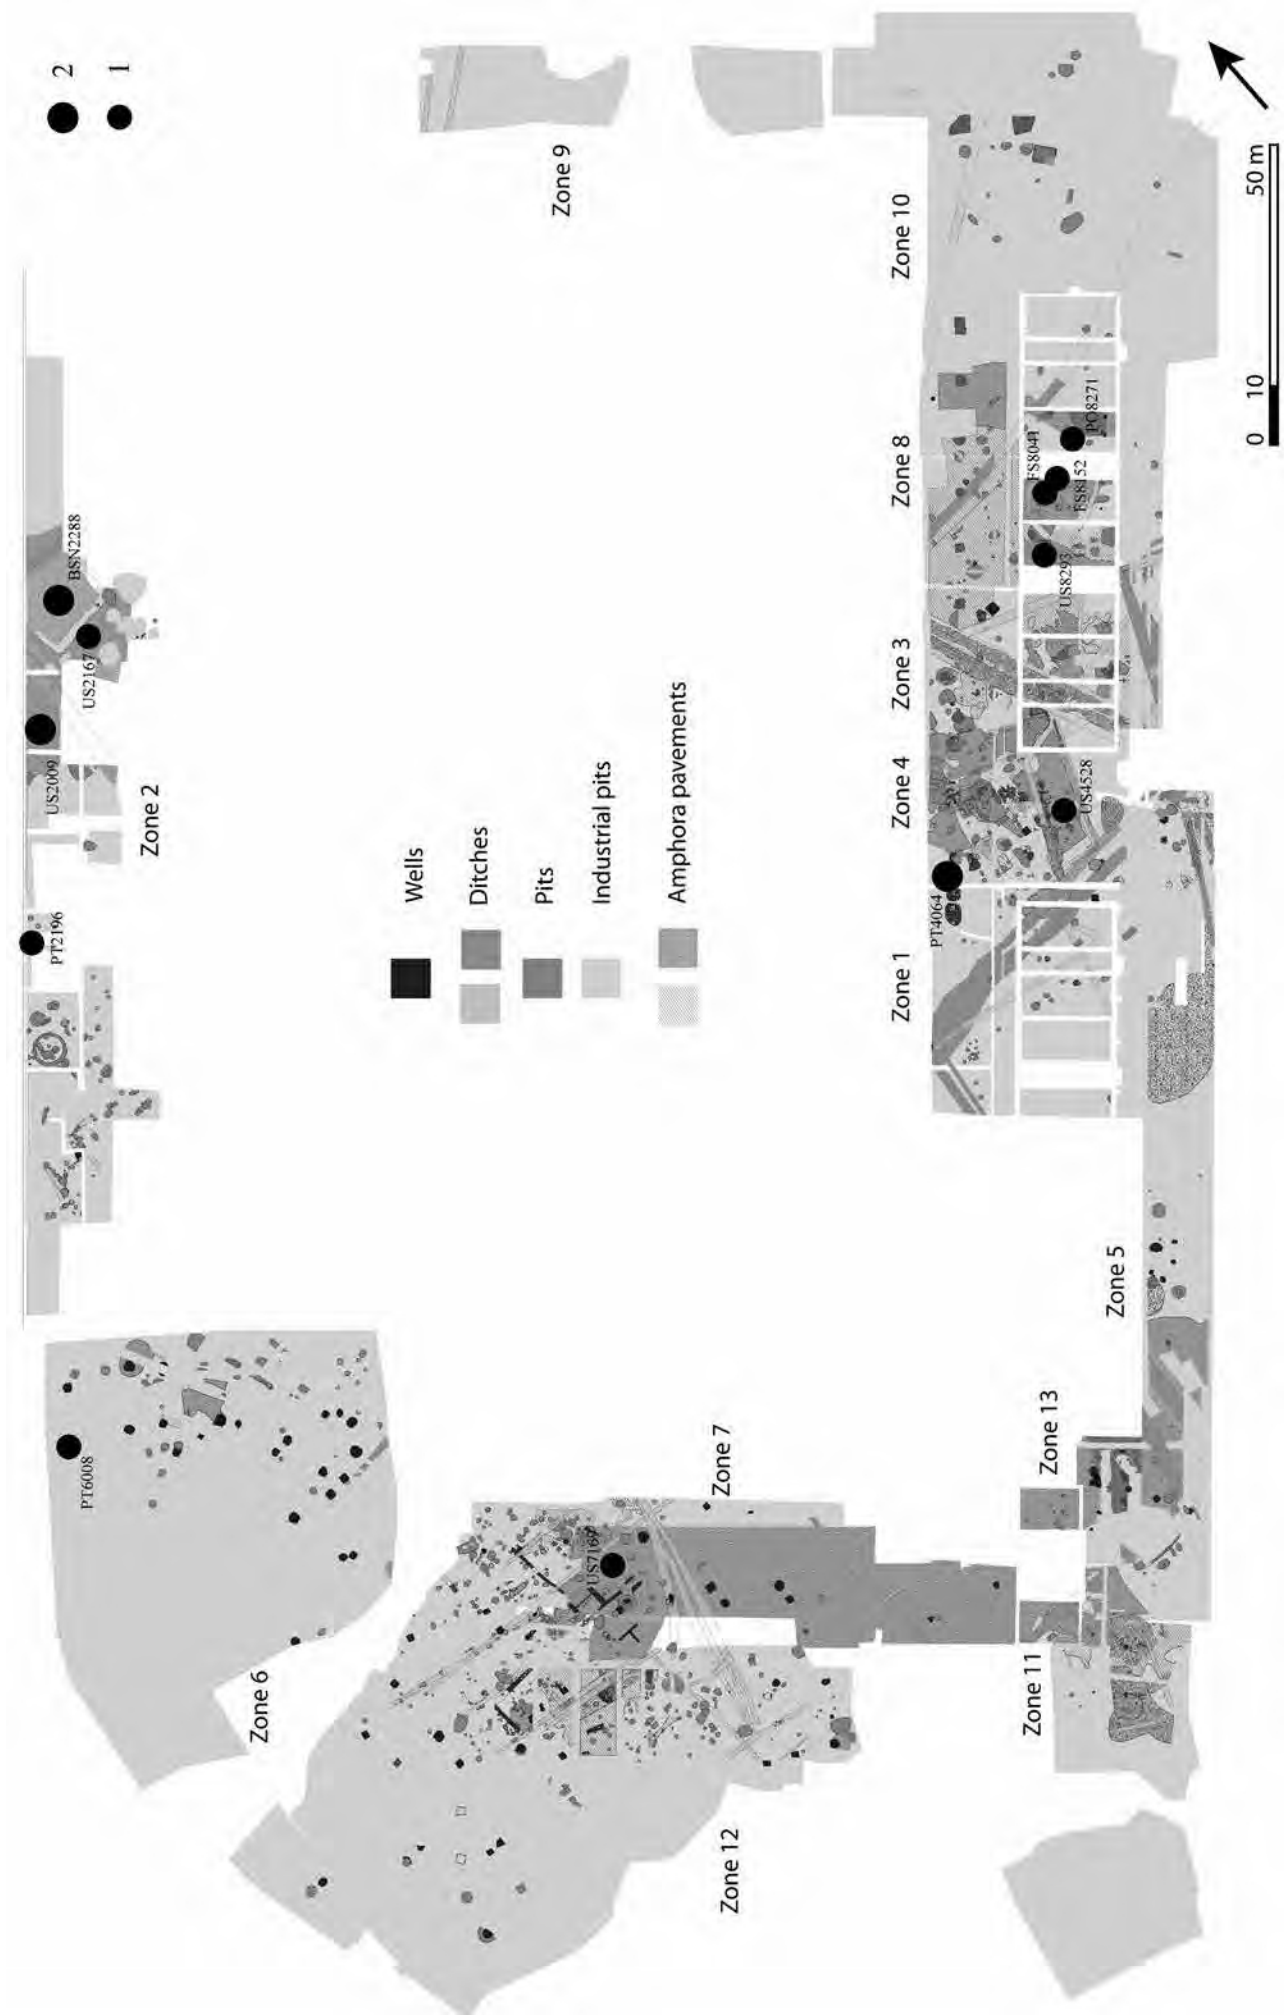 2
1
Zone 9
Zone 10
50 m
10
0
BSN2288
US2167
US2009
Zone 2
PT2196
Wells
Ditches
Pits
Industrial pits
Amphora pavements
Zone 8
FS8041
PO8271
FS8152
US8293
Zone 3
Zone 4
US4528
PT4064
Zone 1
Zone 5
Zone 13
Zone 7
PT6008
US7169
Zone 6
Zone 11
Zone 12